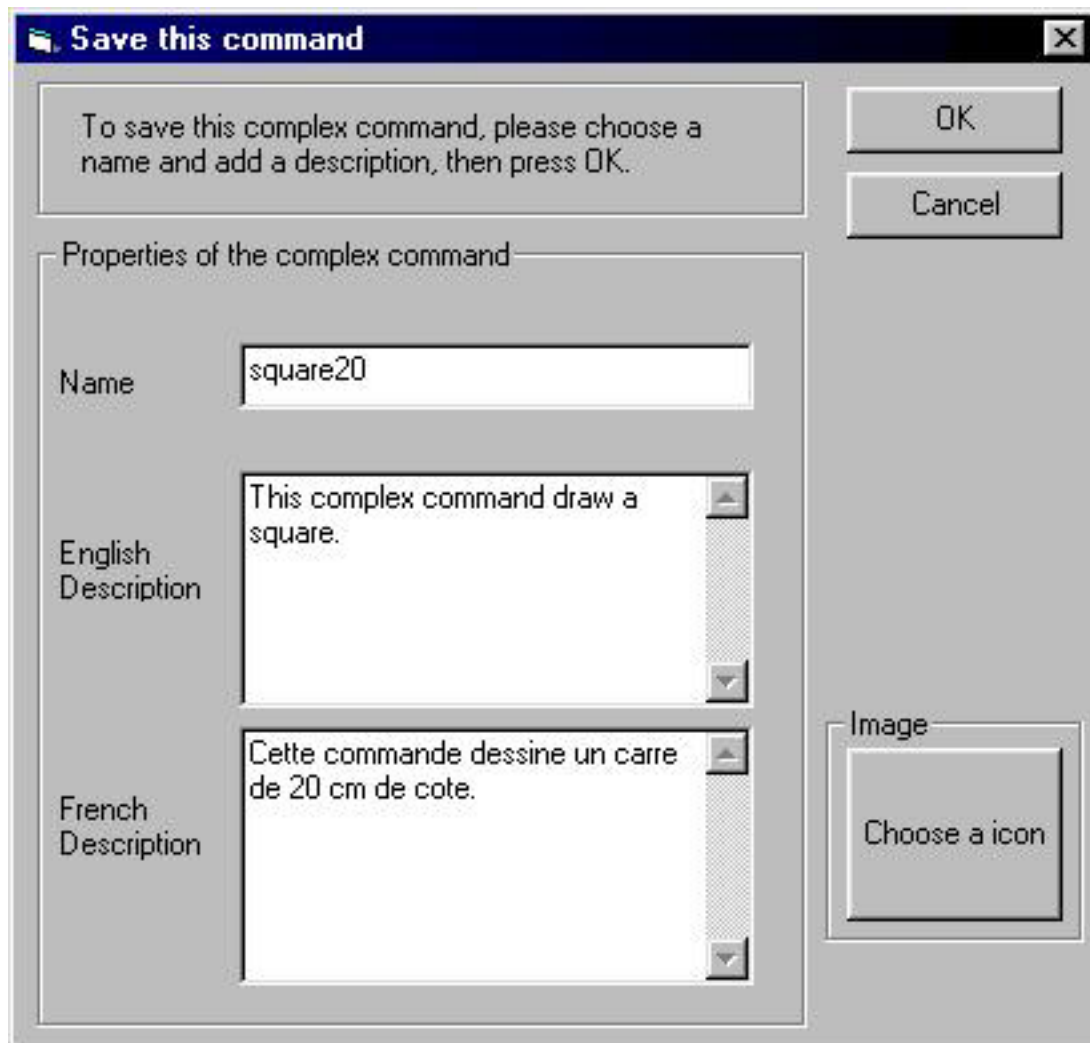 Save this command
To save this complex command, please choose a
name and add a description, then press OK.
OK
Cancel
Properties of the complex command
Name
square20
English
Description
This complex command draw a
square.
French
Description
Cette commande dessine un carre
de 20 cm de cote.
Image
Choose a icon